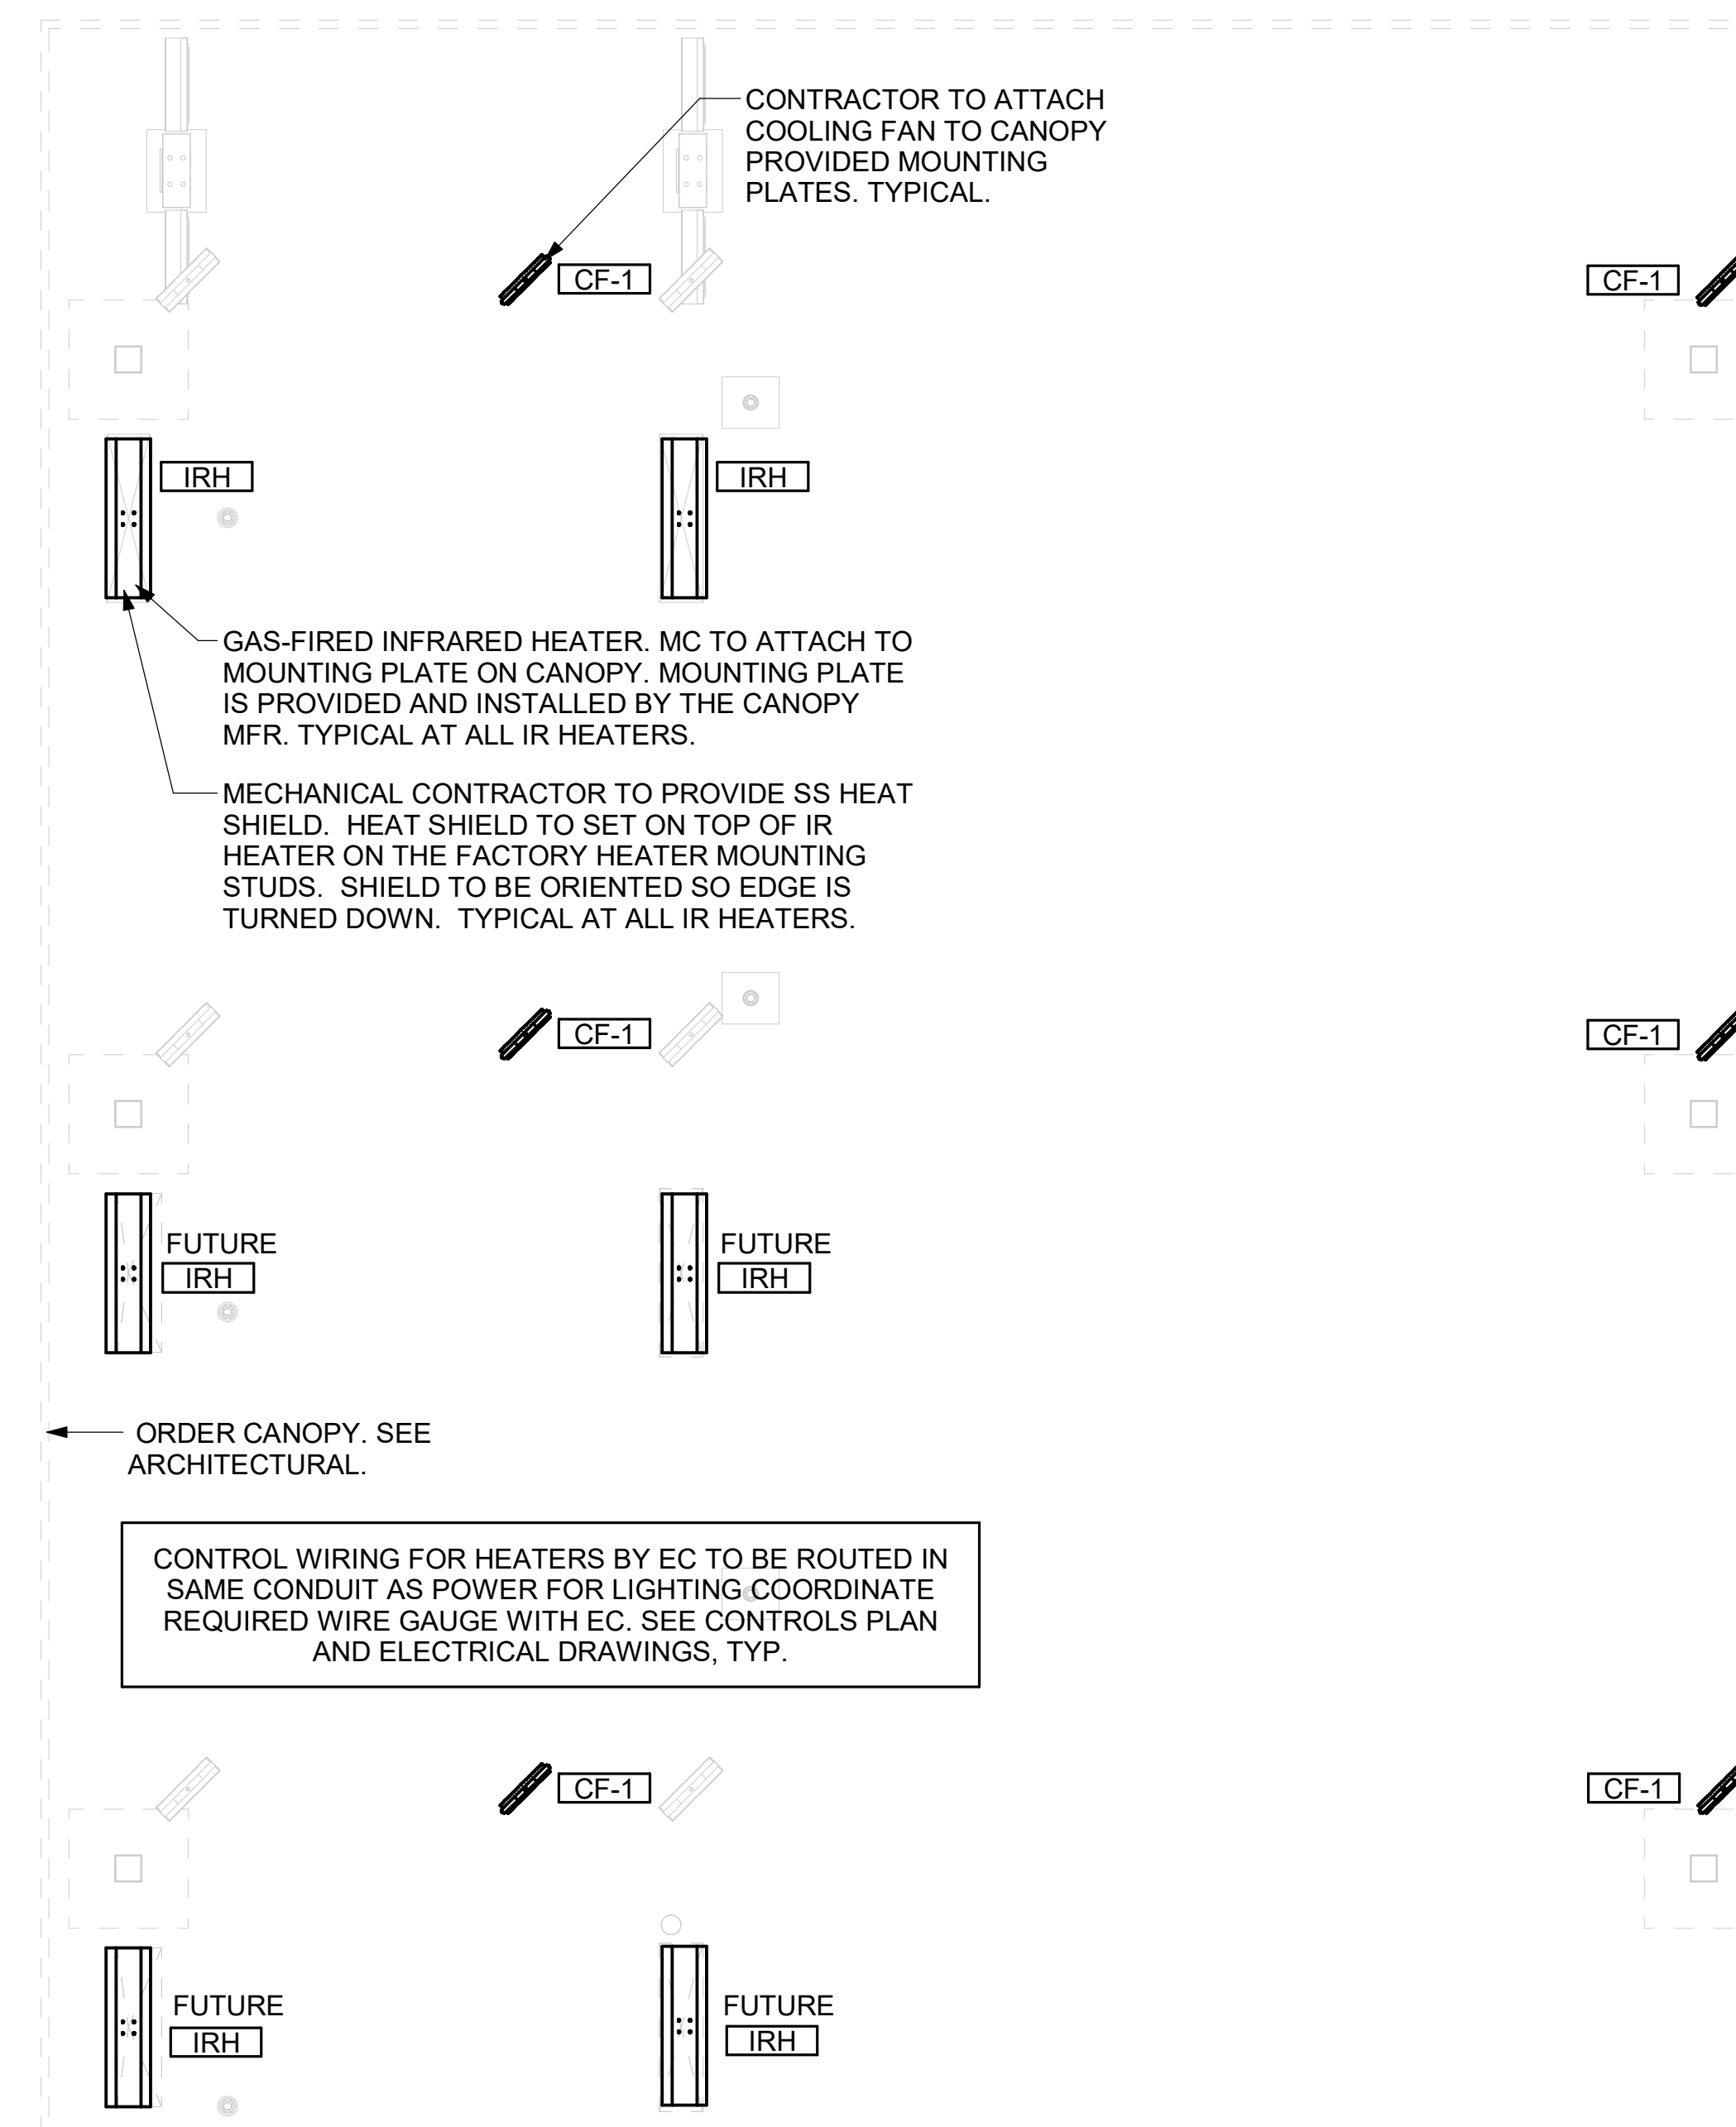 CONTRACTOR TO ATTACH
COOLING FAN TO CANOPY
PROVIDED MOUNTING
PLATES. TYPICAL.
CF-1
CF-1
IRH
IRH
GAS-FIRED INFRARED HEATER. MC TO ATTACH TO
MOUNTING PLATE ON CANOPY. MOUNTING PLATE
IS PROVIDED AND INSTALLED BY THE CANOPY
MFR. TYPICAL AT ALL IR HEATERS.
MECHANICAL CONTRACTOR TO PROVIDE SS HEAT
SHIELD. HEAT SHIELD TO SET ON TOP OF IR
HEATER ON THE FACTORY HEATER MOUNTING
STUDS. SHIELD TO BE ORIENTED SO EDGE IS
TURNED DOWN. TYPICAL AT ALL IR HEATERS.
CF-1
CF-1
FUTURE
IRH
FUTURE
IRH
ORDER CANOPY. SEE
ARCHITECTURAL.
CONTROL WIRING FOR HEATERS BY EC TO BE ROUTED IN
SAME CONDUIT AS POWER FOR LIGHTING COORDINATE
REQUIRED WIRE GAUGE WITH EC. SEE CONTROLS PLAN
AND ELECTRICAL DRAWINGS, TYP.
CF-1
CF-1
FUTURE
IRH
FUTURE
IRH